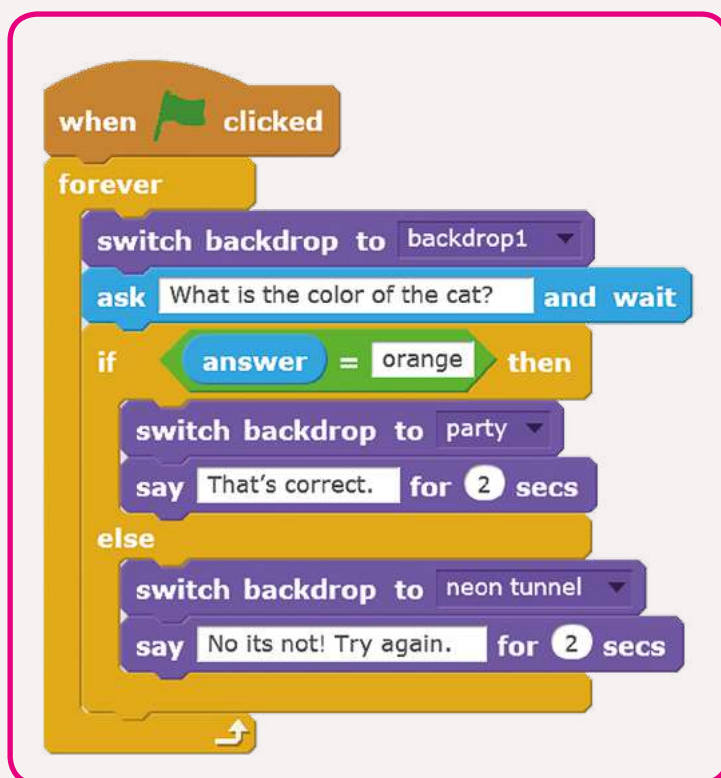 when clicked
forever
switch backdrop to backdrop1
ask What is the color of the cat? and wait
if answer = orange then
switch backdrop to party
say That's correct. for 2 secs
else
switch backdrop to neon tunnel
say No its not! Try again. for 2 secs